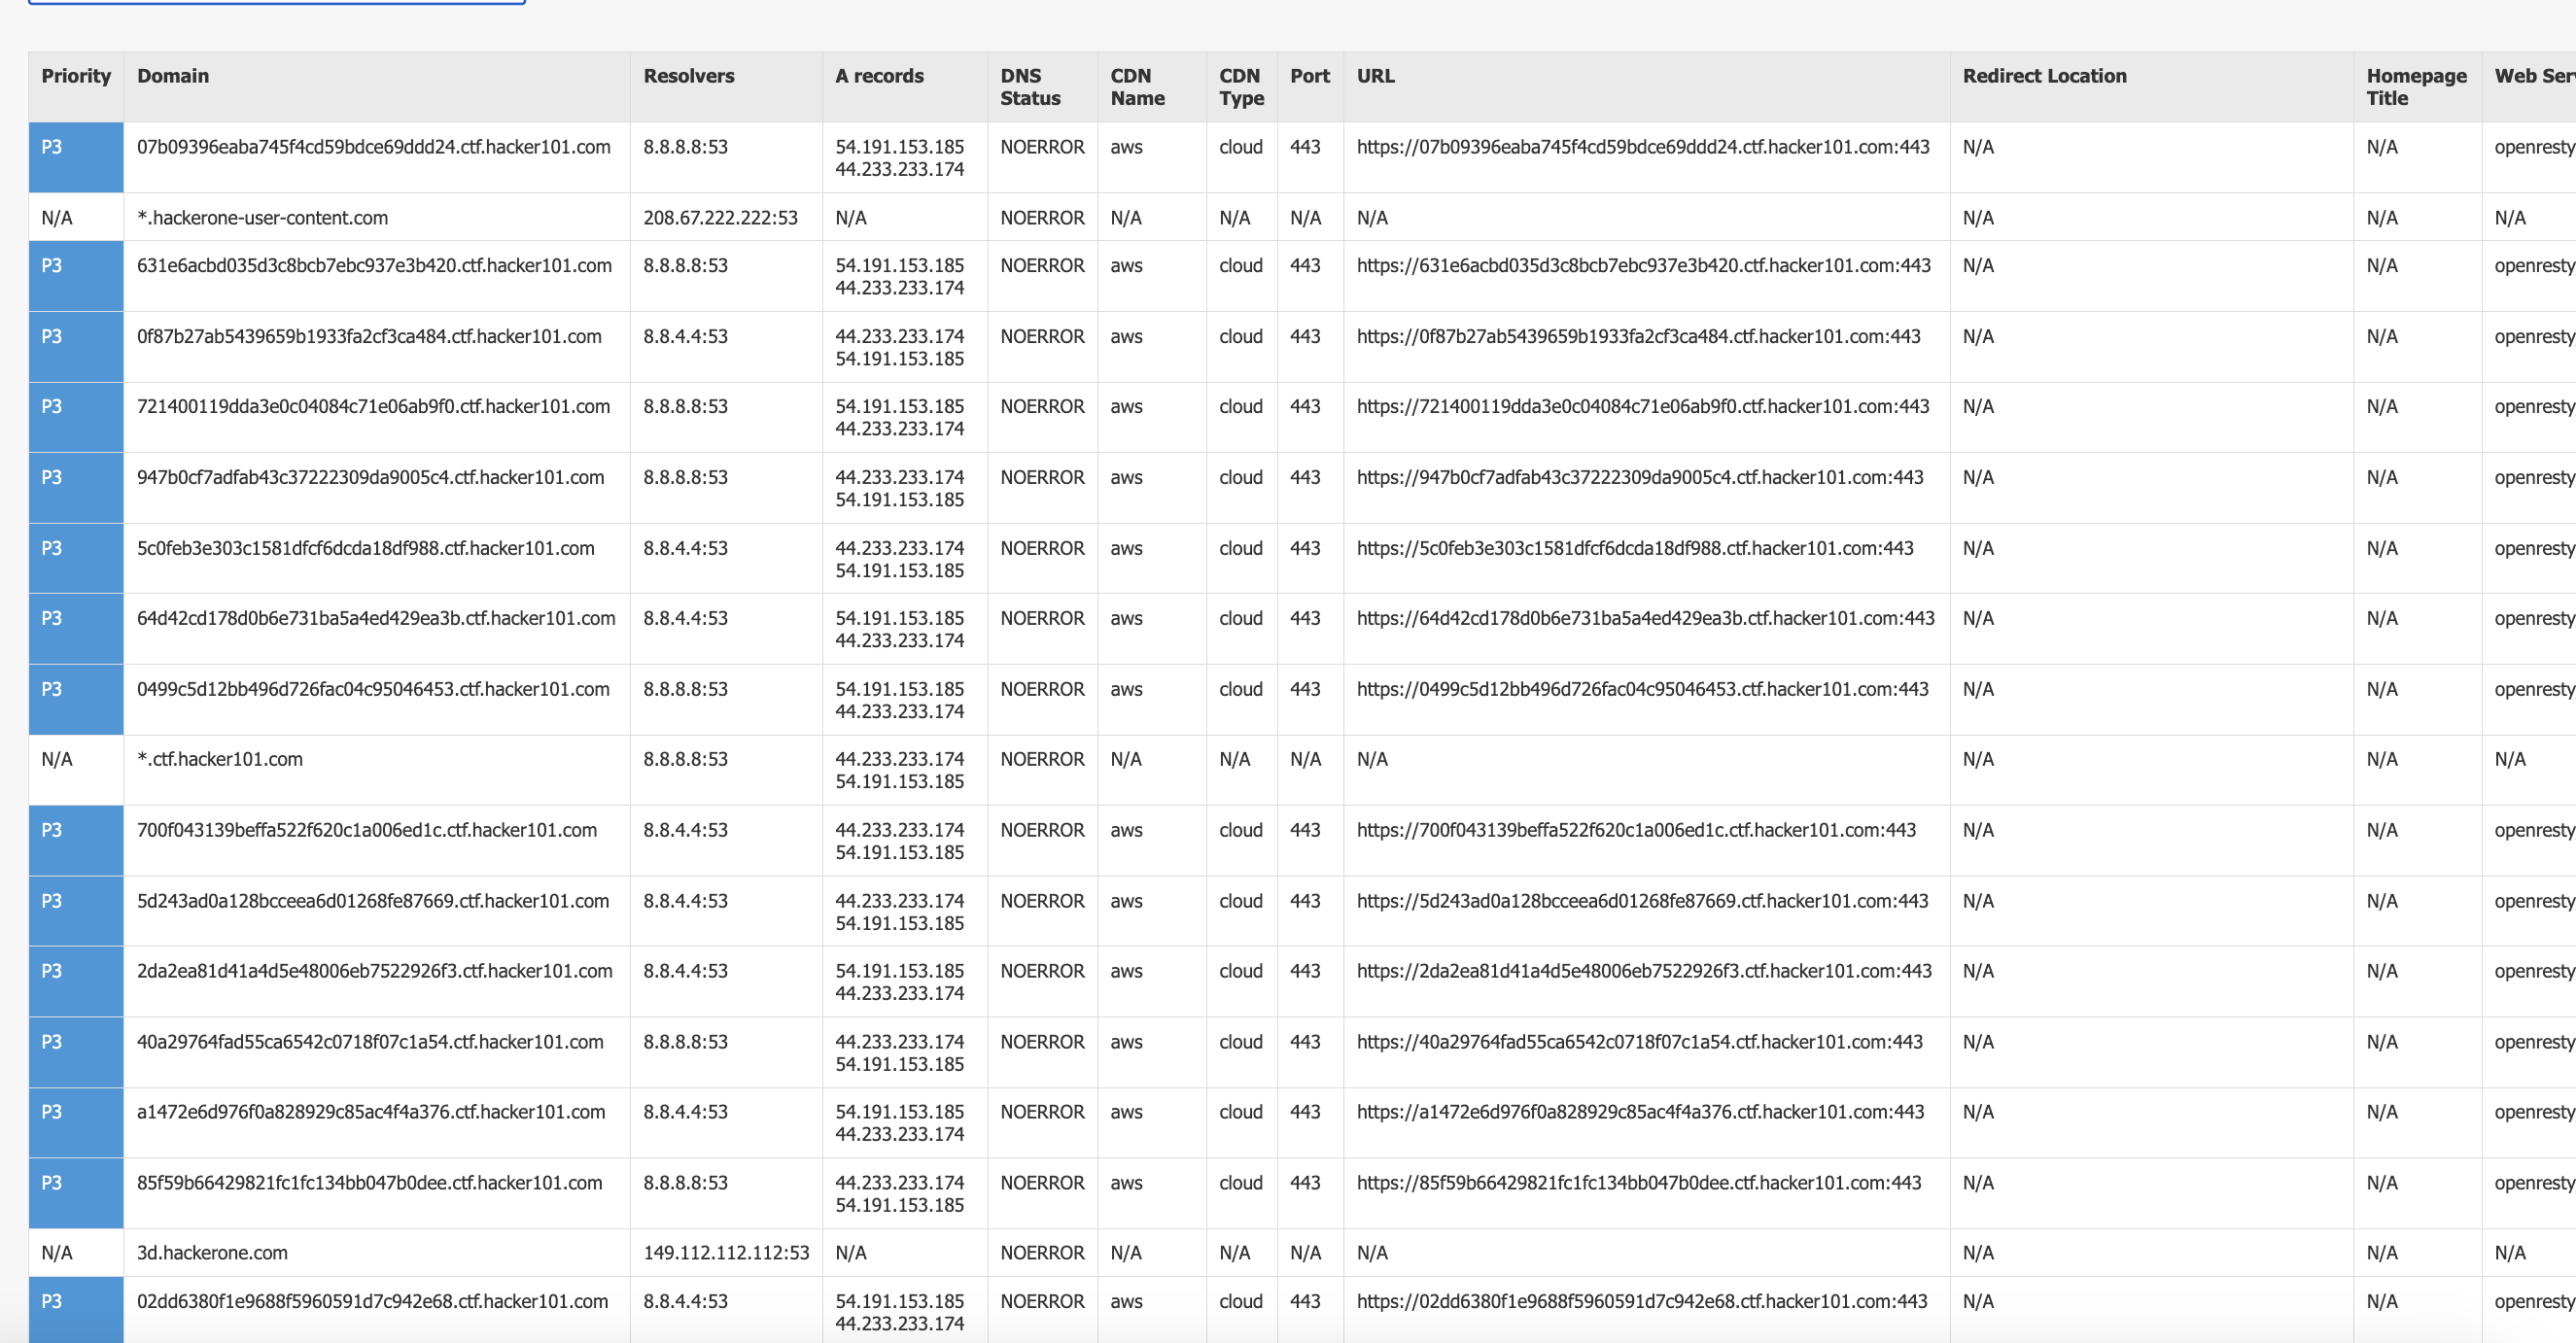 Priority Domain Resolvers A records DNS Status CDN Name CDN Type Port URL Redirect Location Homepage Title Web Ser
P3 07b09396eaba745f4cd59bdce69ddd24.ctf.hacker101.com 8.8.8.8:53 54.191.153.185 NOERROR aws cloud 443 https://07b09396eaba745f4cd59bdce69ddd24.ctf.hacker101.com:443 N/A N/A openresty
44.233.233.174
N/A *.hackerone-user-content.com 208.67.222.222:53 N/A NOERROR N/A N/A N/A N/A N/A N/A N/A
P3 631e6acbd035d3c8bcb7ebc937e3b420.ctf.hacker101.com 8.8.8.8:53 54.191.153.185 NOERROR aws cloud 443 https://631e6acbd035d3c8bcb7ebc937e3b420.ctf.hacker101.com:443 N/A N/A openresty
44.233.233.174
P3 0f87b27ab5439659b1933fa2cf3ca484.ctf.hacker101.com 8.8.4.4:53 44.233.233.174 NOERROR aws cloud 443 https://0f87b27ab5439659b1933fa2cf3ca484.ctf.hacker101.com:443 N/A N/A openresty
54.191.153.185
P3 721400119dda3e0c04084c71e06ab9f0.ctf.hacker101.com 8.8.8.8:53 54.191.153.185 NOERROR aws cloud 443 https://721400119dda3e0c04084c71e06ab9f0.ctf.hacker101.com:443 N/A N/A openresty
44.233.233.174
P3 947b0cf7adfab43c37222309da9005c4.ctf.hacker101.com 8.8.8.8:53 44.233.233.174 NOERROR aws cloud 443 https://947b0cf7adfab43c37222309da9005c4.ctf.hacker101.com:443 N/A N/A openresty
54.191.153.185
P3 5c0feb3e303c1581dfcf6dcda18df988.ctf.hacker101.com 8.8.4.4:53 44.233.233.174 NOERROR aws cloud 443 https://5c0feb3e303c1581dfcf6dcda18df988.ctf.hacker101.com:443 N/A N/A openresty
54.191.153.185
P3 64d42cd178d0b6e731ba5a4ed429ea3b.ctf.hacker101.com 8.8.4.4:53 54.191.153.185 NOERROR aws cloud 443 https://64d42cd178d0b6e731ba5a4ed429ea3b.ctf.hacker101.com:443 N/A N/A openresty
44.233.233.174
P3 0499c5d12bb496d726fac04c95046453.ctf.hacker101.com 8.8.8.8:53 54.191.153.185 NOERROR aws cloud 443 https://0499c5d12bb496d726fac04c95046453.ctf.hacker101.com:443 N/A N/A openresty
44.233.233.174
N/A *.ctf.hacker101.com 8.8.8.8:53 44.233.233.174 NOERROR N/A N/A N/A N/A N/A N/A N/A
54.191.153.185
P3 700f043139beffa522f620c1a006ed1c.ctf.hacker101.com 8.8.4.4:53 44.233.233.174 NOERROR aws cloud 443 https://700f043139beffa522f620c1a006ed1c.ctf.hacker101.com:443 N/A N/A openresty
54.191.153.185
P3 5d243ad0a128bcceea6d01268fe87669.ctf.hacker101.com 8.8.4.4:53 44.233.233.174 NOERROR aws cloud 443 https://5d243ad0a128bcceea6d01268fe87669.ctf.hacker101.com:443 N/A N/A openresty
54.191.153.185
P3 2da2ea81d41a4d5e48006eb7522926f3.ctf.hacker101.com 8.8.4.4:53 54.191.153.185 NOERROR aws cloud 443 https://2da2ea81d41a4d5e48006eb7522926f3.ctf.hacker101.com:443 N/A N/A openresty
44.233.233.174
P3 40a29764fad55ca6542c0718f07c1a54.ctf.hacker101.com 8.8.8.8:53 44.233.233.174 NOERROR aws cloud 443 https://40a29764fad55ca6542c0718f07c1a54.ctf.hacker101.com:443 N/A N/A openresty
54.191.153.185
P3 a1472e6d976f0a828929c85ac4f4a376.ctf.hacker101.com 8.8.4.4:53 54.191.153.185 NOERROR aws cloud 443 https://a1472e6d976f0a828929c85ac4f4a376.ctf.hacker101.com:443 N/A N/A openresty
44.233.233.174
P3 85f59b66429821fc1fc134bb047b0dee.ctf.hacker101.com 8.8.8.8:53 44.233.233.174 NOERROR aws cloud 443 https://85f59b66429821fc1fc134bb047b0dee.ctf.hacker101.com:443 N/A N/A openresty
54.191.153.185
N/A 3d.hackerone.com 149.112.112.112:53 N/A NOERROR N/A N/A N/A N/A N/A N/A N/A
P3 02dd6380f1e9688f5960591d7c942e68.ctf.hacker101.com 8.8.4.4:53 54.191.153.185 NOERROR aws cloud 443 https://02dd6380f1e9688f5960591d7c942e68.ctf.hacker101.com:443 N/A N/A openresty
44.233.233.174